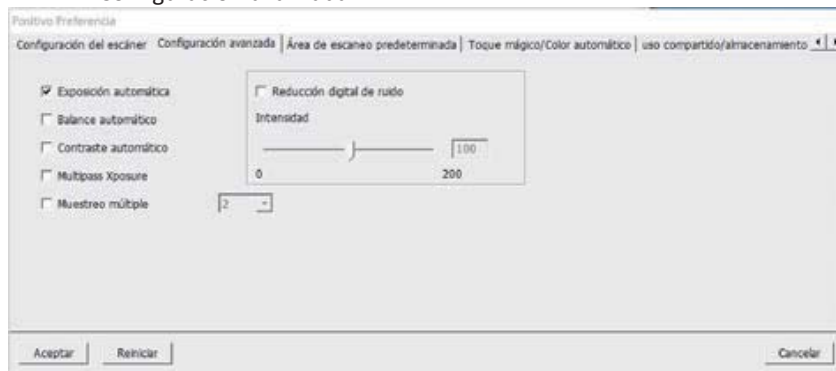 Positivo Preferencia
Configuración del escáner Configuración avanzada Área de escaneo predeterminada Toque mágico/Color automático uso compartido/almacenamiento
Exposición automática
Reducción digital de ruido
Balance automático
Intensidad
Contraste automático
100
Multipass Xposure
0 200
Muestreo múltiple 2
Aceptar Reiniciar Cancelar